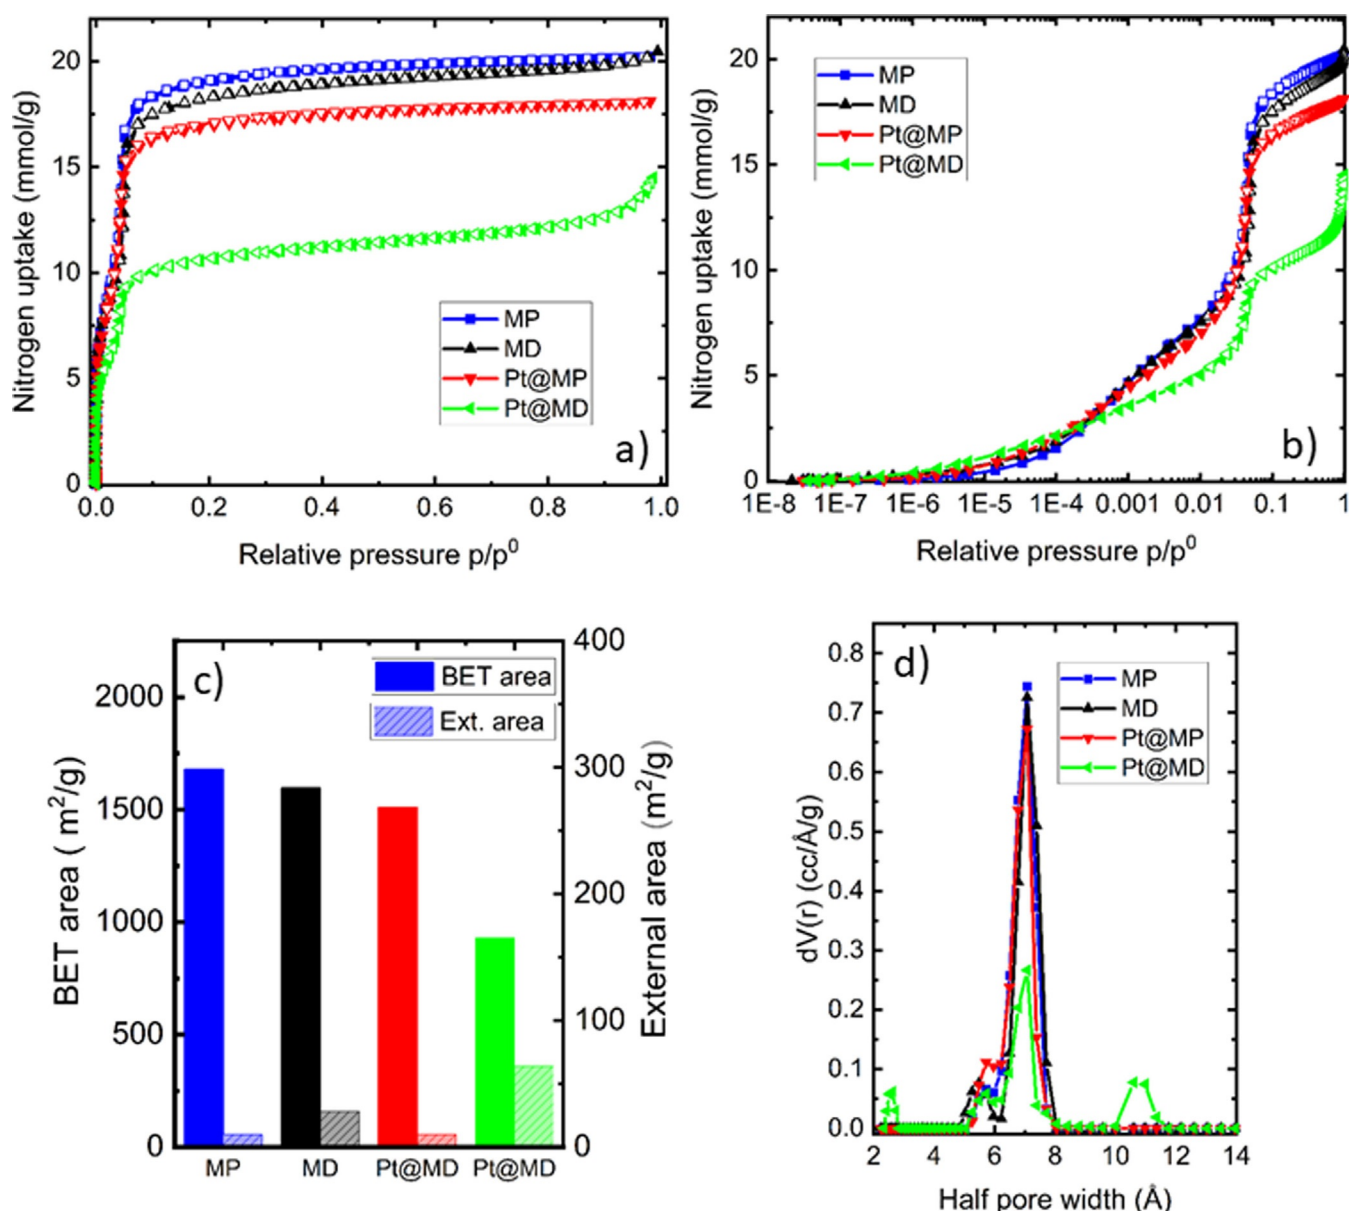 Nitrogen uptake (mmol/g)
20
15
10
5
0
MP
MD
Pt@MP
Pt@MD
a)
0.0 0.2 0.4 0.6 0.8 1.0
Relative pressure p/p⁰
Nitrogen uptake (mmol/g)
20
15
10
5
0
MP
MD
Pt@MP
Pt@MD
b)
1E-8 1E-7 1E-6 1E-5 1E-4 0.001 0.01 0.1 1
Relative pressure p/p⁰
BET area ( m²/g)
2000
1500
1000
500
0
c)
BET area
Ext. area
400
300
200
100
0
External area (m²/g)
MP MD Pt@MD Pt@MD
dV(r) (cc/Å/g)
0.8
0.7
0.6
0.5
0.4
0.3
0.2
0.1
0.0
d)
MP
MD
Pt@MP
Pt@MD
2 4 6 8 10 12 14
Half pore width (Å)